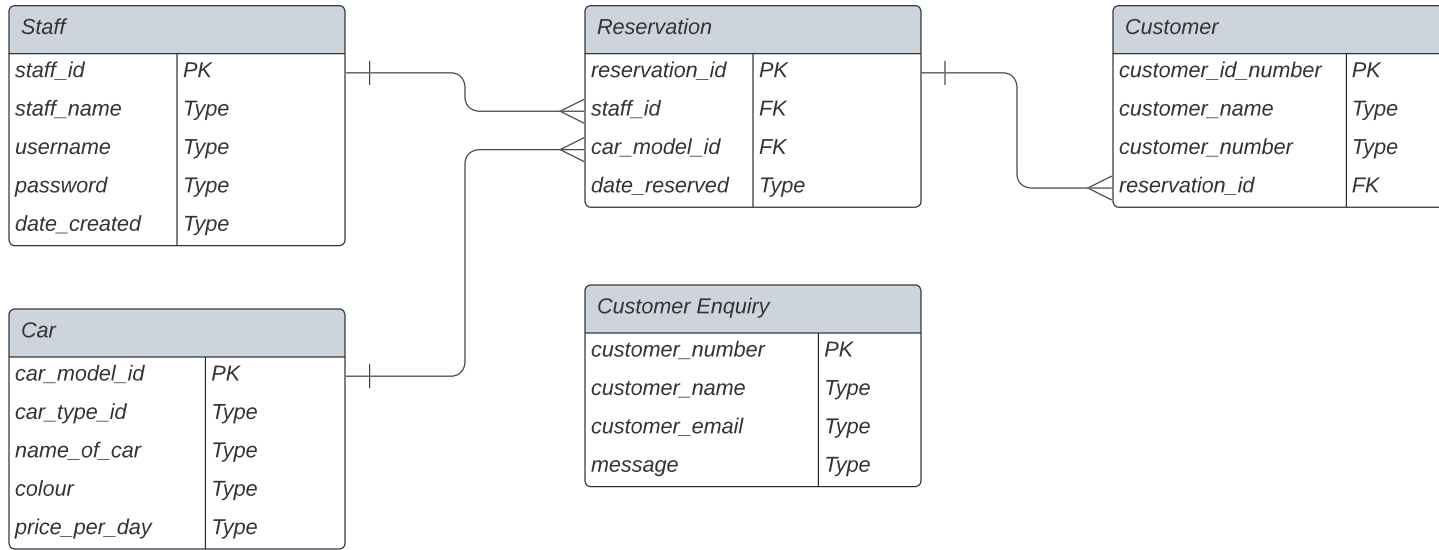 Staff
staff_id PK
staff_name Type
username Type
password Type
date_created Type
Reservation
reservation_id PK
staff_id FK
car_model_id FK
date_reserved Type
Customer
customer_id_number PK
customer_name Type
customer_number Type
reservation_id FK
Car
car_model_id PK
car_type_id Type
name_of_car Type
colour Type
price_per_day Type
Customer Enquiry
customer_number PK
customer_name Type
customer_email Type
message Type